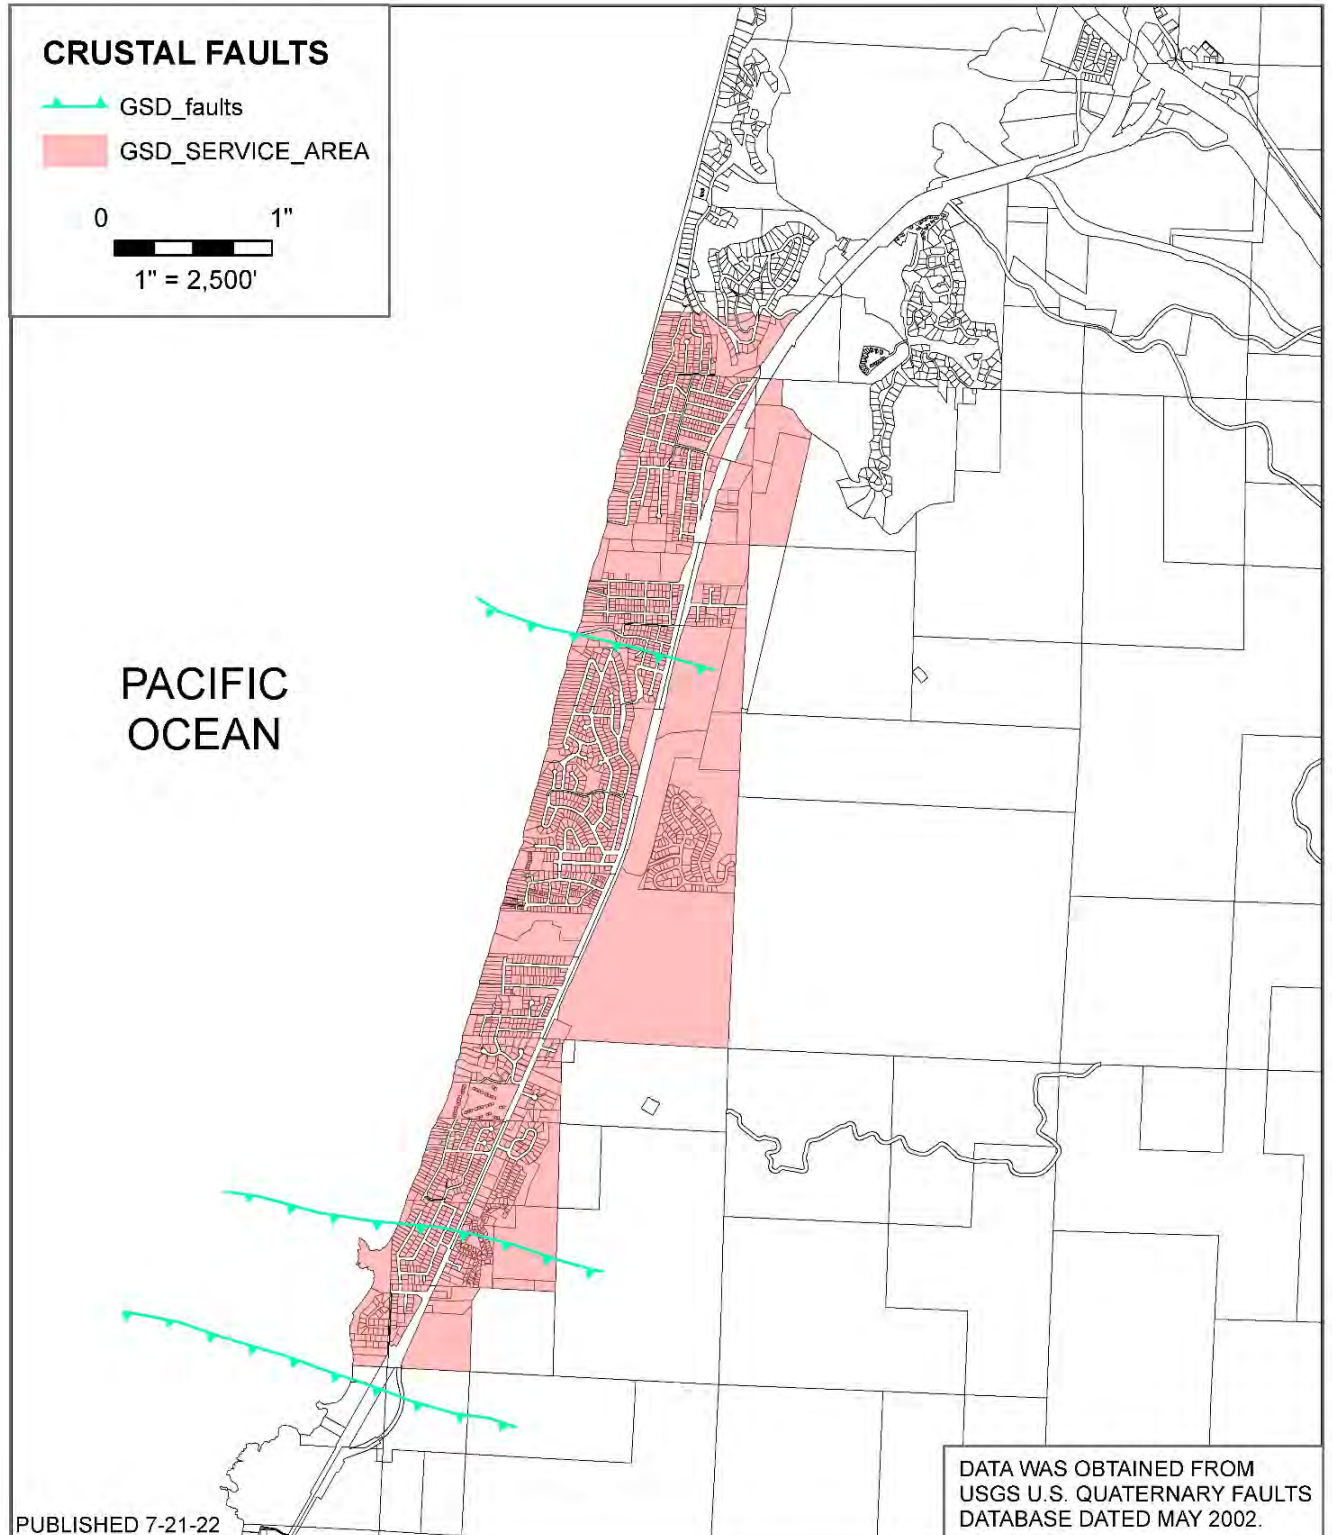 CRUSTAL FAULTS
GSD_faults
GSD_SERVICE_AREA
0 1"
1" = 2,500'
PACIFIC
OCEAN
PUBLISHED 7-21-22
DATA WAS OBTAINED FROM
USGS U.S. QUATERNARY FAULTS
DATABASE DATED MAY 2002.